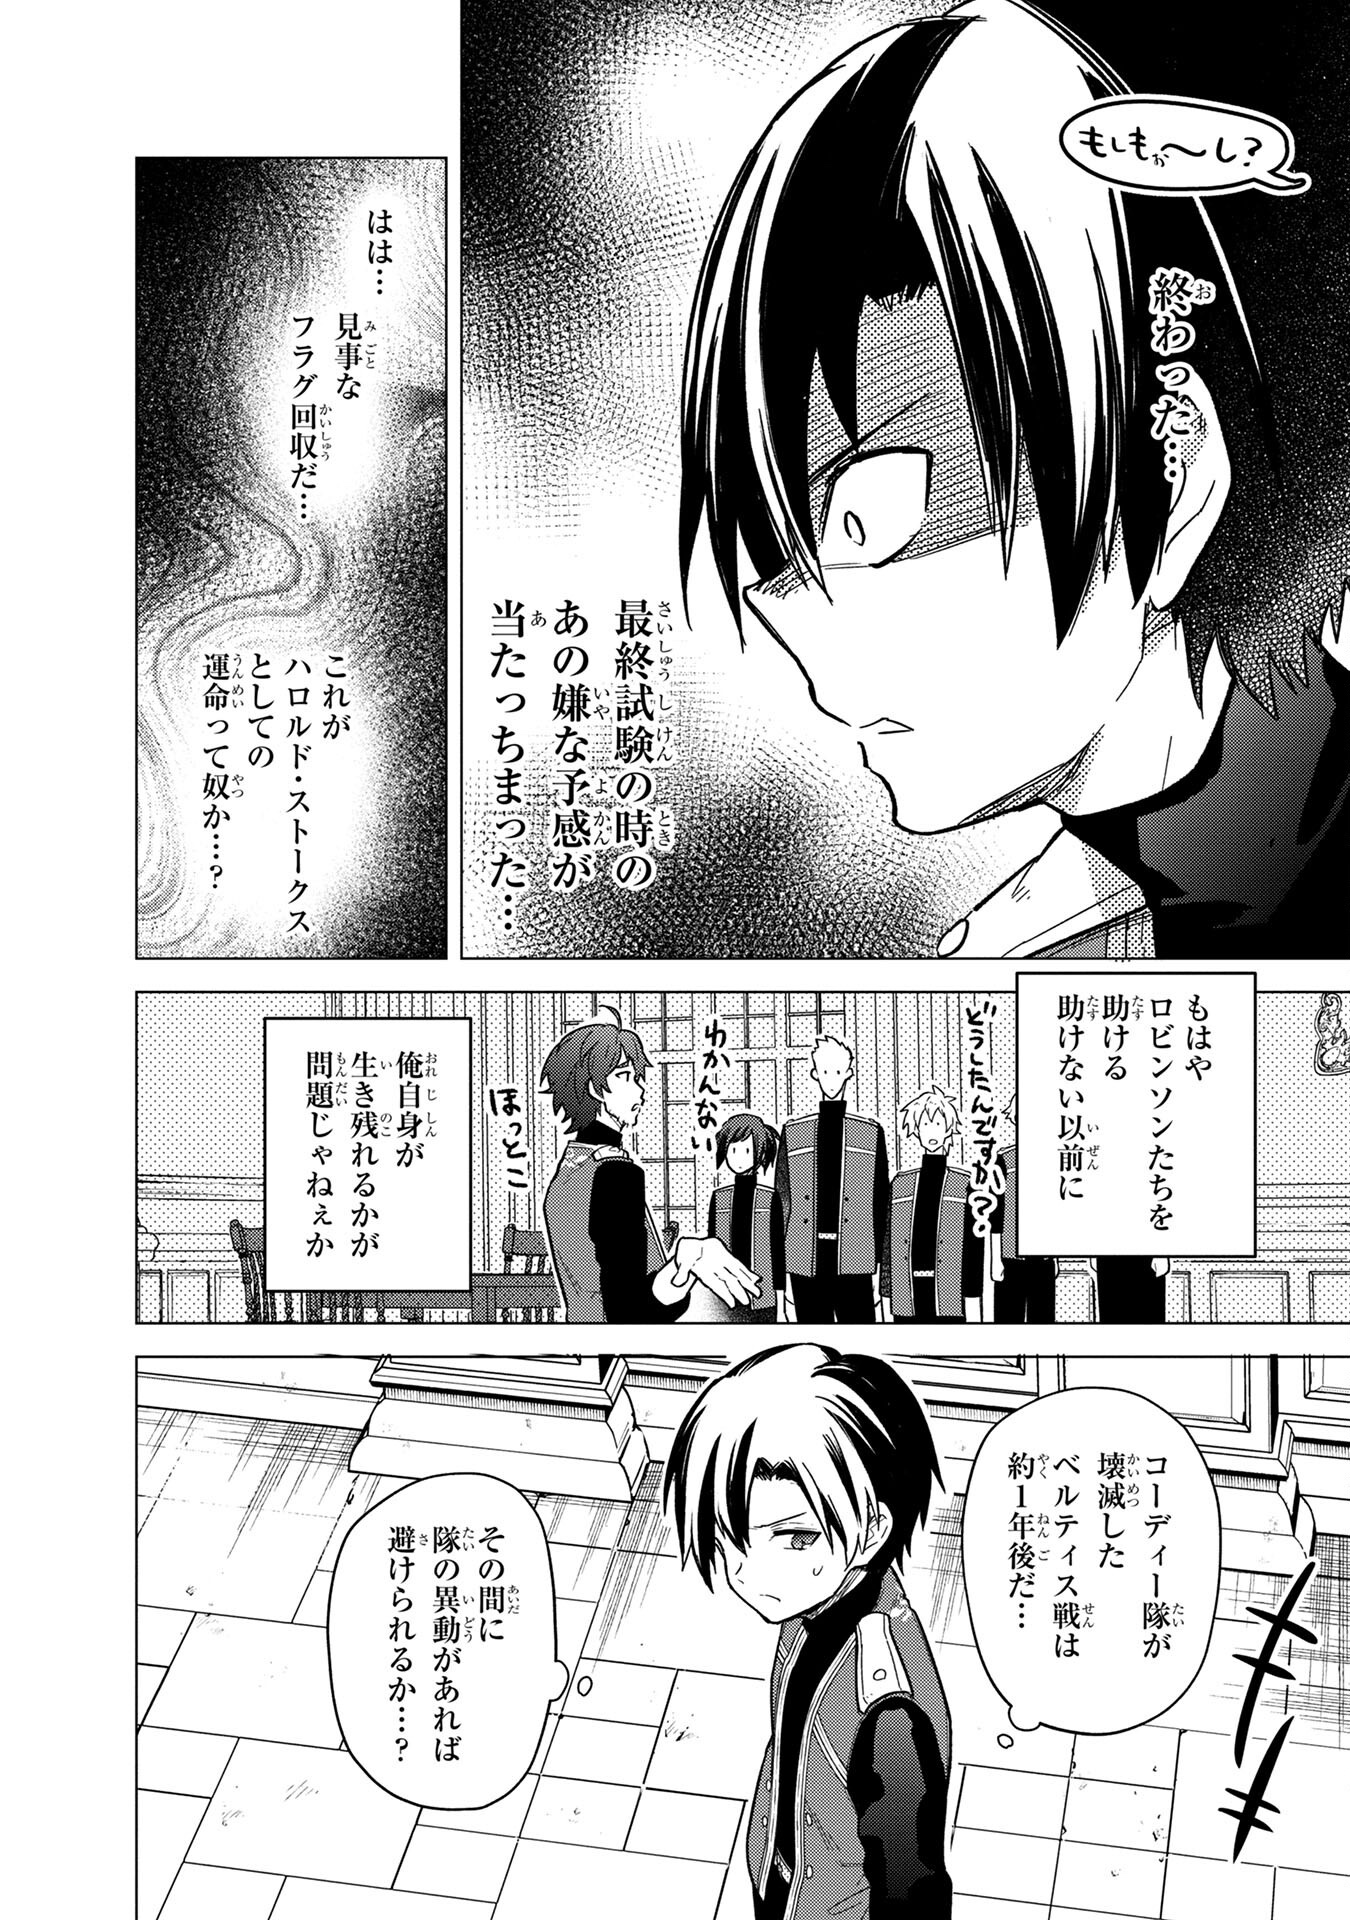 もしもぉ～し？
終わった…
最終試験の時の
あの嫌な予感が
当たっちまった…
はは…
見事な
フラグ回収だ…
これが
ハロルド・ストークス
としての
運命って奴か…？
もはや
ロビンソンたちを
助ける
助けない以前に
どうしたんですか？
わかんない
ほっとこ
俺自身が
生き残れるかが
問題じゃねぇか
コーディー隊が
壊滅した
ベルティス戦は
約1年後だ…
その間に
隊の異動があれば
避けられるか…？